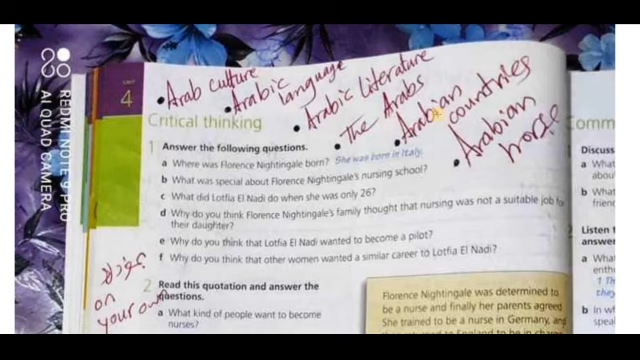 UNIT
4
• Arab culture
• Arabic language
• Arabic Literature
• The Arabs
• Arabian countries
• Arabian horse
Critical thinking
1 Answer the following questions.
a Where was Florence Nightingale born? She was born in Italy.
b What was special about Florence Nightingale's nursing school?
c What did Lotfia El Nadi do when she was only 26?
d Why do you think Florence Nightingale's family thought that nursing was not a suitable job for
their daughter?
e Why do you think that Lotfia El Nadi wanted to become a pilot?
f Why do you think that other women wanted a similar career to Lotfia El Nadi?
on
your own
2 Read this quotation and answer the
questions.
a What kind of people want to become
nurses?
Florence Nightingale was determined to
be a nurse and finally her parents agreed.
She trained to be a nurse in Germany, and
Comm
Discuss
a What
about
b What
friend
Listen
answer
a What
enth
1 Th
they
b In w
speal
REDMI NOTE 9 PRO
AI QUAD CAMERA